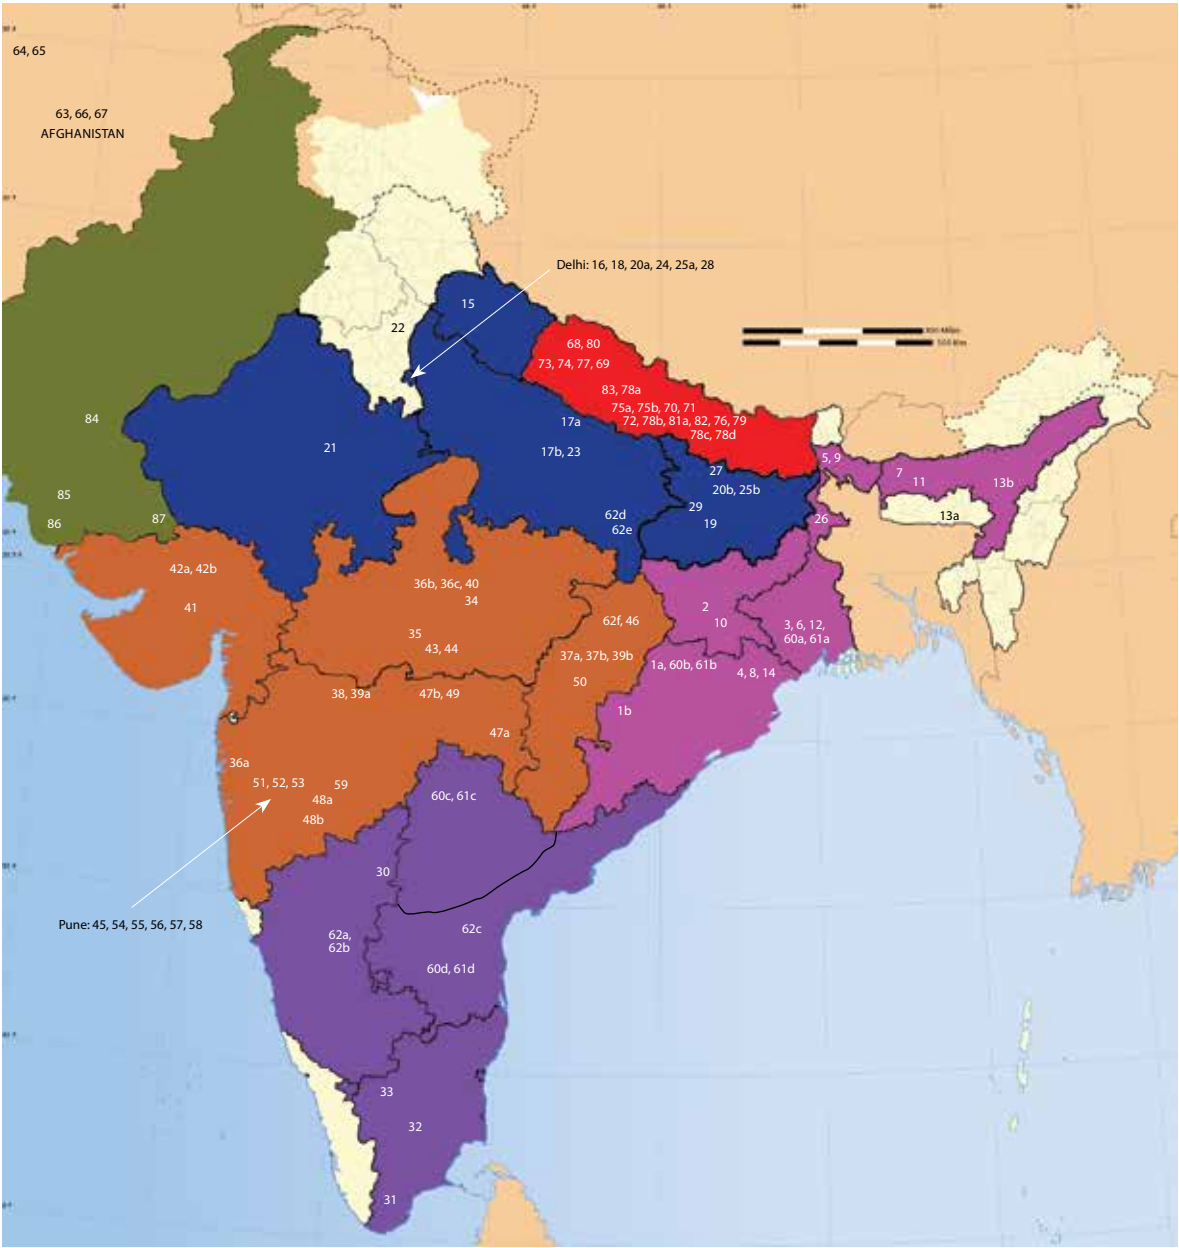 64, 65
63, 66, 67
AFGHANISTAN
Delhi: 16, 18, 20a, 24, 25a, 28
15
22
68, 80
73, 74, 77, 69
83, 78a
75a, 75b, 70, 71
72, 78b, 81a, 82, 76, 79
78c, 78d
84
21
17a
17b, 23
5, 9
7
11
13b
27
20b, 25b
85
86
87
29
19
62d
62e
26
13a
42a, 42b
41
36b, 36c, 40
34
2
10
62f, 46
3, 6, 12,
60a, 61a
35
43, 44
37a, 37b, 39b
1a, 60b, 61b
4, 8, 14
50
38, 39a
47b, 49
1b
47a
36a
51, 52, 53
59
48a
48b
60c, 61c
30
Pune: 45, 54, 55, 56, 57, 58
62a,
62b
62c
60d, 61d
33
32
31